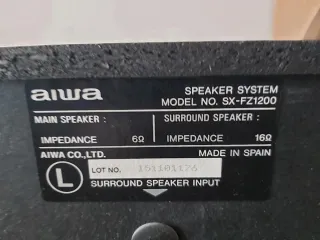 aiwa
SPEAKER SYSTEM
MODEL NO. SX-FZ1200
MAIN SPEAKER :
SURROUND SPEAKER :
IMPEDANCE 6Ω
IMPEDANCE 16Ω
AIWA CO.,LTD.
MADE IN SPAIN
L
LOT NO.
SURROUND SPEAKER INPUT